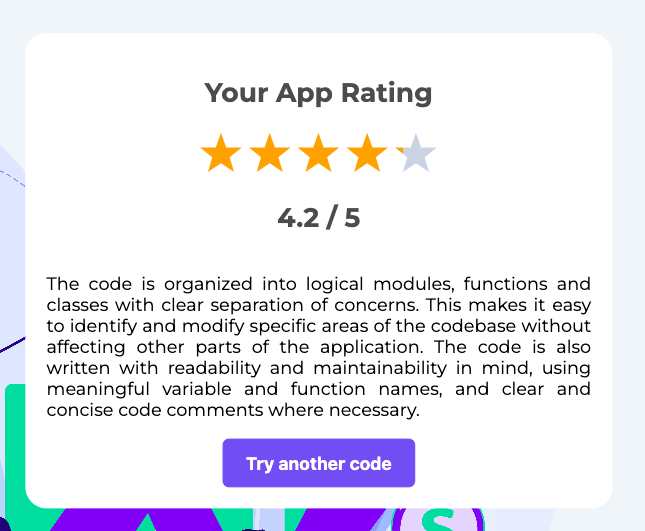 Your App Rating
4.2 / 5
The code is organized into logical modules, functions and
classes with clear separation of concerns. This makes it easy
to identify and modify specific areas of the codebase without
affecting other parts of the application. The code is also
written with readability and maintainability in mind, using
meaningful variable and function names, and clear and
concise code comments where necessary.
Try another code